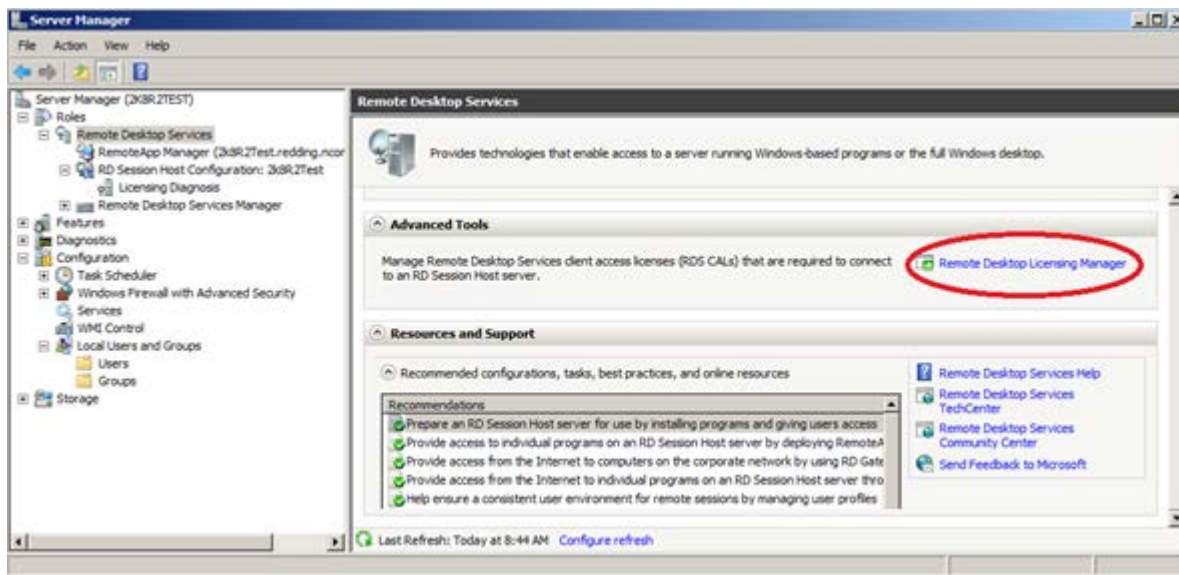 Server Manager
File Action View Help
Server Manager (2K8R2TEST)
Roles
Remote Desktop Services
RemoteApp Manager (2k8R2Test.redding.ncor
RD Session Host Configuration: 2k8R2Test
Licensing Diagnosis
Remote Desktop Services Manager
Features
Diagnostics
Configuration
Task Scheduler
Windows Firewall with Advanced Security
Services
WMI Control
Local Users and Groups
Users
Groups
Storage
Remote Desktop Services
Provides technologies that enable access to a server running Windows-based programs or the full Windows desktop.
Advanced Tools
Manage Remote Desktop Services client access licenses (RDS CALs) that are required to connect
to an RD Session Host server.
Remote Desktop Licensing Manager
Resources and Support
Recommended configurations, tasks, best practices, and online resources
Recommendations
Prepare an RD Session Host server for use by installing programs and giving users access
Provide access to individual programs on an RD Session Host server by deploying RemoteA
Provide access from the Internet to computers on the corporate network by using RD Gate
Provide access from the Internet to individual programs on an RD Session Host server thro
Help ensure a consistent user environment for remote sessions by managing user profiles
Remote Desktop Services Help
Remote Desktop Services
TechCenter
Remote Desktop Services
Community Center
Send Feedback to Microsoft
Last Refresh: Today at 8:44 AM Configure refresh